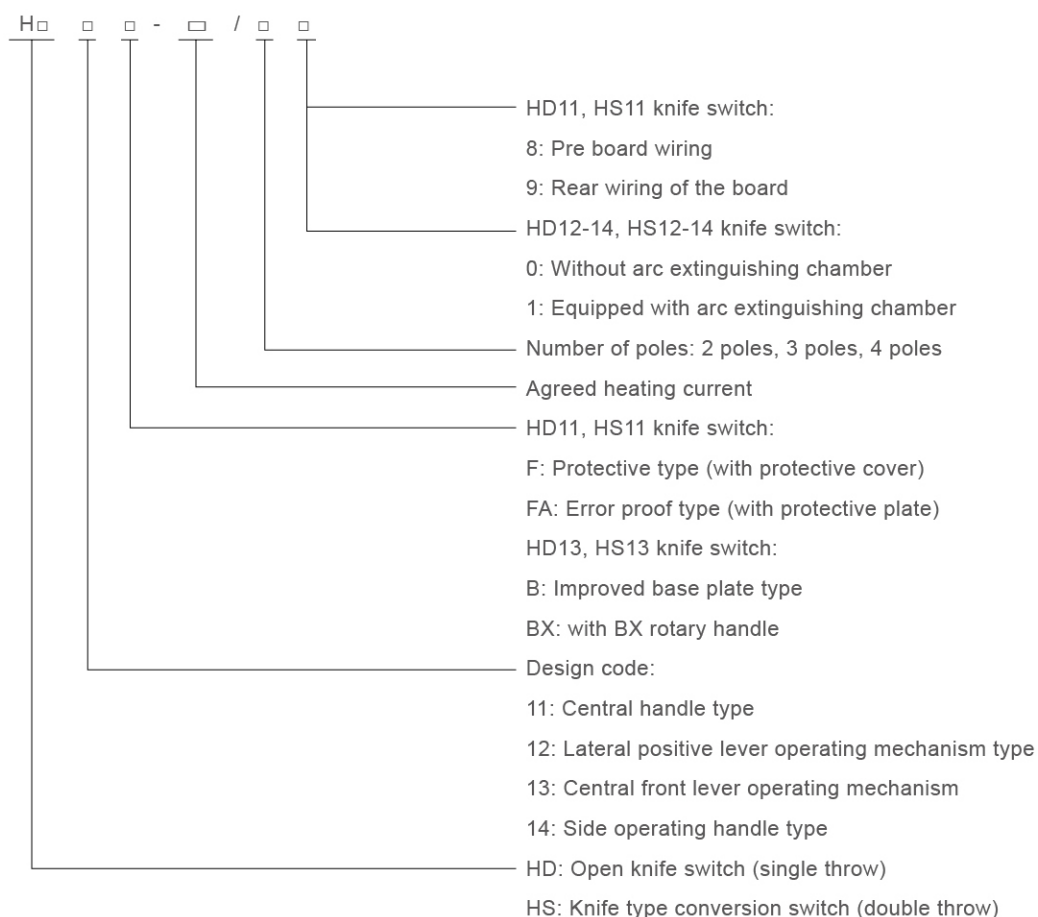 H□ □ □ - □ / □ □
HD11, HS11 knife switch:
8: Pre board wiring
9: Rear wiring of the board
HD12-14, HS12-14 knife switch:
0: Without arc extinguishing chamber
1: Equipped with arc extinguishing chamber
Number of poles: 2 poles, 3 poles, 4 poles
Agreed heating current
HD11, HS11 knife switch:
F: Protective type (with protective cover)
FA: Error proof type (with protective plate)
HD13, HS13 knife switch:
B: Improved base plate type
BX: with BX rotary handle
Design code:
11: Central handle type
12: Lateral positive lever operating mechanism type
13: Central front lever operating mechanism
14: Side operating handle type
HD: Open knife switch (single throw)
HS: Knife type conversion switch (double throw)